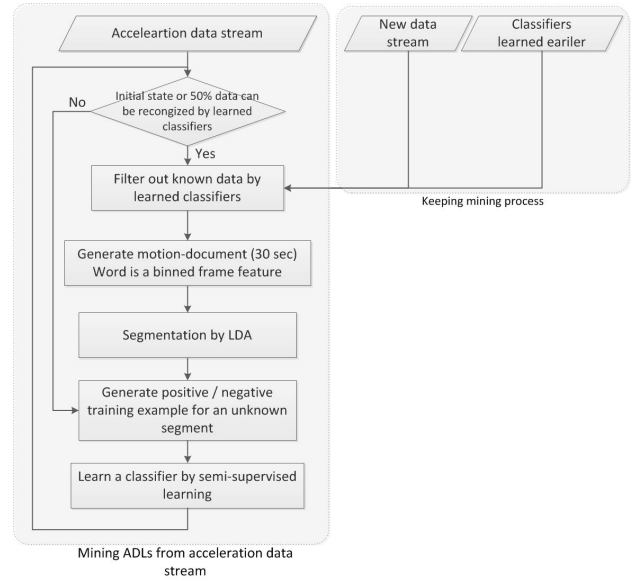 Acceleartion data stream
Initial state or 50% data can
be recongized by learned
classifiers
No
Yes
Filter out known data by
learned classifiers
Generate motion-document (30 sec)
Word is a binned frame feature
Segmentation by LDA
Generate positive / negative
training example for an unknown
segment
Learn a classifier by semi-supervised
learning
Mining ADLs from acceleration data
stream
New data
stream
Classifiers
learned eariler
Keeping mining process